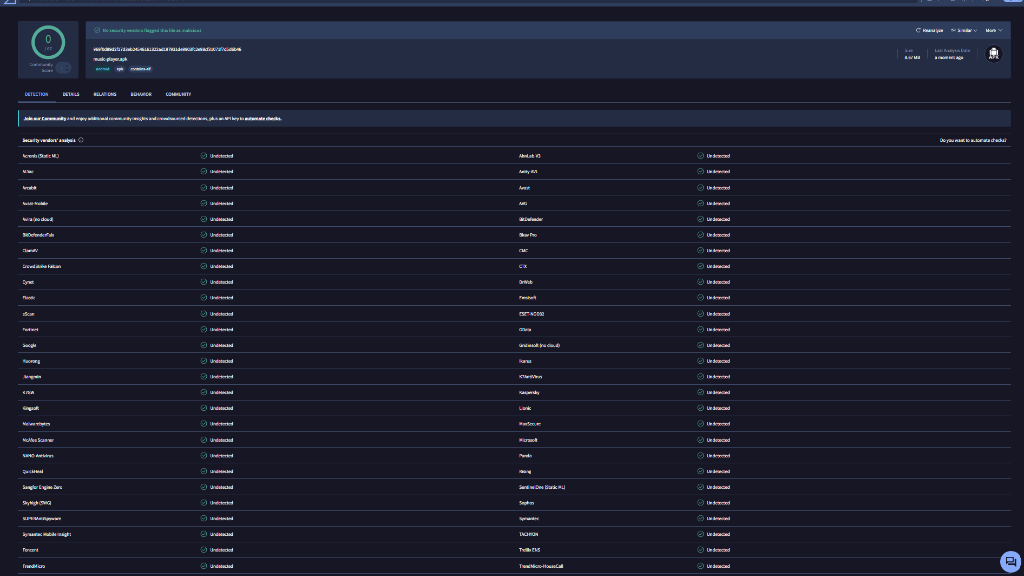 0
/ 67
Community
Score
No security vendors flagged this file as malicious
Reanalyze
Similar
More
music-player.apk
android
apk
contains-elf
Size
Last Analysis Date
a moment ago
APK
DETECTION
DETAILS
RELATIONS
BEHAVIOR
COMMUNITY
Join our Community and enjoy additional community insights and crowdsourced detections, plus an API key to automate checks.
Security vendors' analysis
Do you want to automate checks?
Acronis (Static ML)
Undetected
AhnLab-V3
Undetected
Undetected
Antiy-AVL
Undetected
Arcabit
Undetected
Avast
Undetected
Avast-Mobile
Undetected
AVG
Undetected
Avira (no cloud)
Undetected
BitDefender
Undetected
BitDefenderFalx
Undetected
Bkav Pro
Undetected
ClamAV
Undetected
CMC
Undetected
CrowdStrike Falcon
Undetected
CTX
Undetected
Cynet
Undetected
DrWeb
Undetected
Elastic
Undetected
Emsisoft
Undetected
eScan
Undetected
ESET-NOD32
Undetected
Fortinet
Undetected
GData
Undetected
Google
Undetected
Gridinsoft (no cloud)
Undetected
Huorong
Undetected
Ikarus
Undetected
Jiangmin
Undetected
K7AntiVirus
Undetected
K7GW
Undetected
Kaspersky
Undetected
Kingsoft
Undetected
Lionic
Undetected
Malwarebytes
Undetected
MaxSecure
Undetected
McAfee Scanner
Undetected
Microsoft
Undetected
NANO-Antivirus
Undetected
Panda
Undetected
QuickHeal
Undetected
Rising
Undetected
Sangfor Engine Zero
Undetected
SentinelOne (Static ML)
Undetected
Skyhigh (SWG)
Undetected
Sophos
Undetected
SUPERAntiSpyware
Undetected
Symantec
Undetected
Symantec Mobile Insight
Undetected
TACHYON
Undetected
Tencent
Undetected
Trellix ENS
Undetected
TrendMicro
Undetected
TrendMicro-HouseCall
Undetected